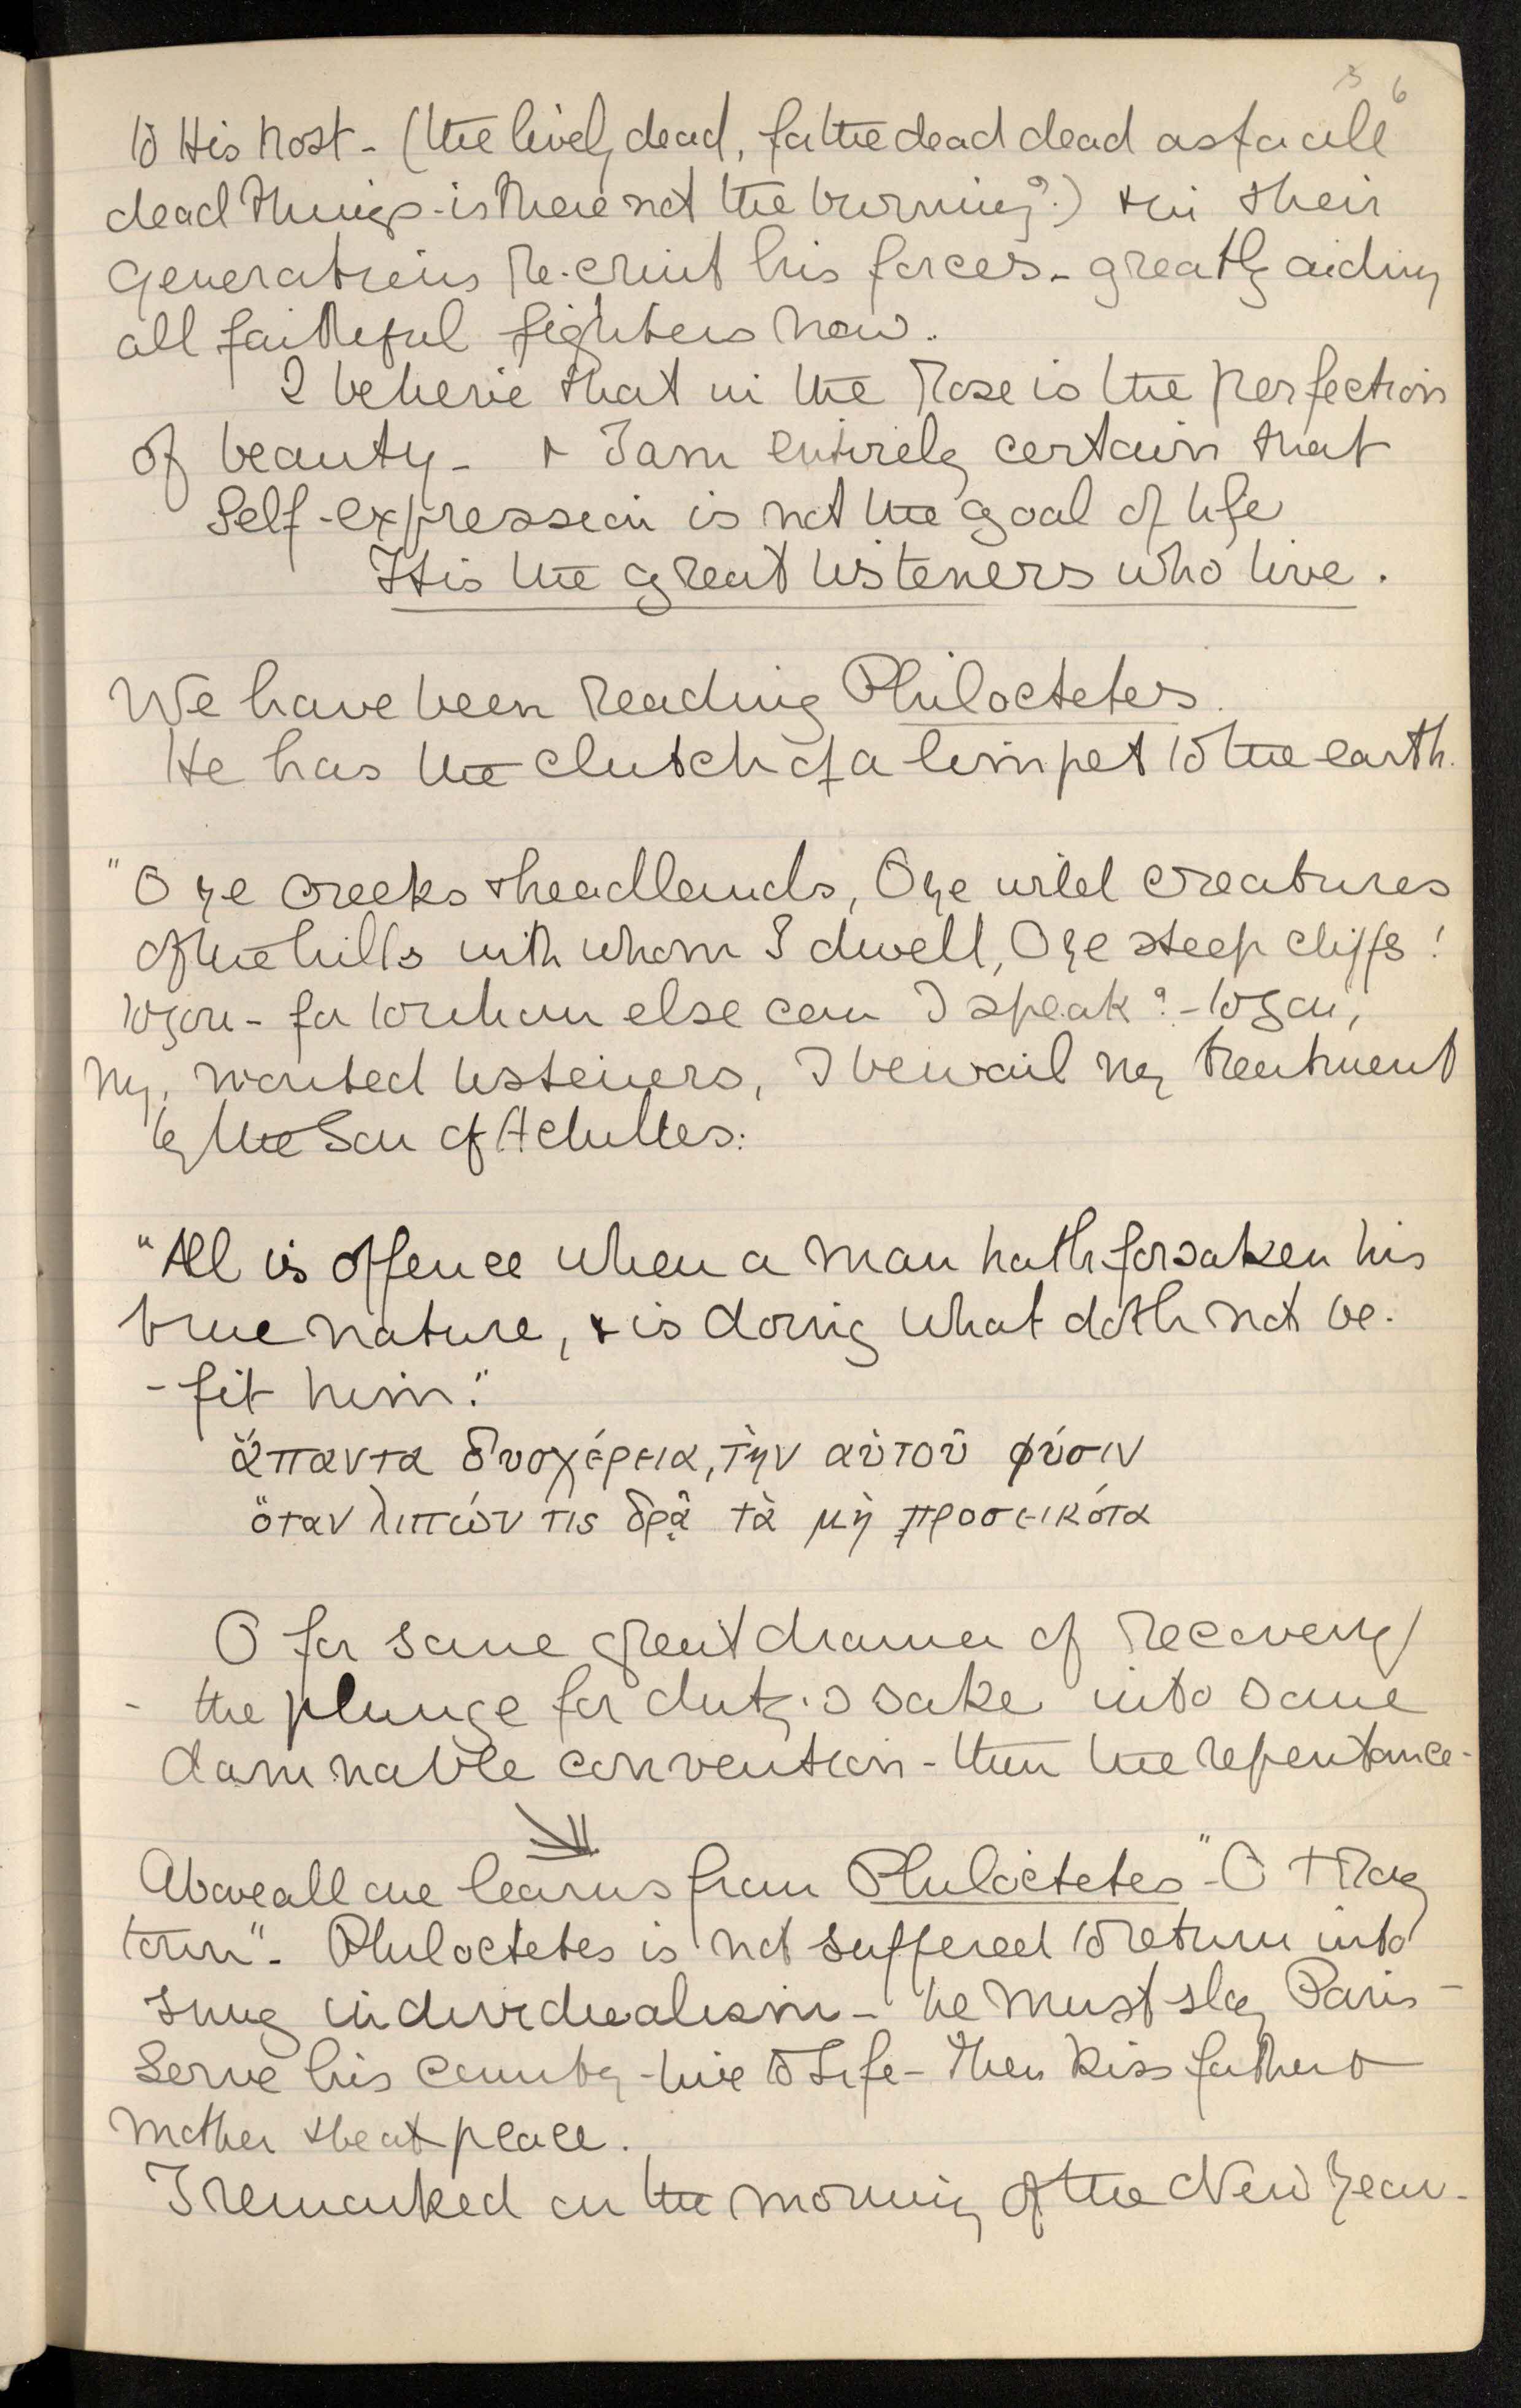 3 6
to His Host - (the lively dead, for the dead dead as for all
dead things - is there not the burning?) & in their
generations re-cruit his forces - greatly aiding
all faithful fighters now.
I believe that in the Rose is the perfection
of beauty - & I am entirely certain that
Self-expression is not the goal of life
It is the great listeners who live.
We have been reading Philoctetes.
He has the clutch of a limpet to the earth.
"O ye creeks & headlands, O ye wild creatures
of the hills with whom I dwell, O ye steep cliffs!
to you - for to whom else can I speak? - to you,
my, wonted listeners, I bewail my treatment
by the Son of Achilles:
"All is offence when a man hath forsaken his
true nature, & is doing what doth not be-
-fit him."
ἅπαντα δυσχέρεια, τὴν αὑτοῦ φύσιν
ὅταν λιπών τις δρᾷ τὰ μὴ προσεικότα
O for some great drama of recovery/
- the plunge for duty's sake into some
damnable convention - then the repentance -
Above all one learns from Philoctetes - "O
town" - Philoctetes is not suffered to return into
snug individualism - he must slay Paris -
Serve his country - live to Life - Then kiss father &
mother & be at peace.
I remarked on the morning of the New Year -